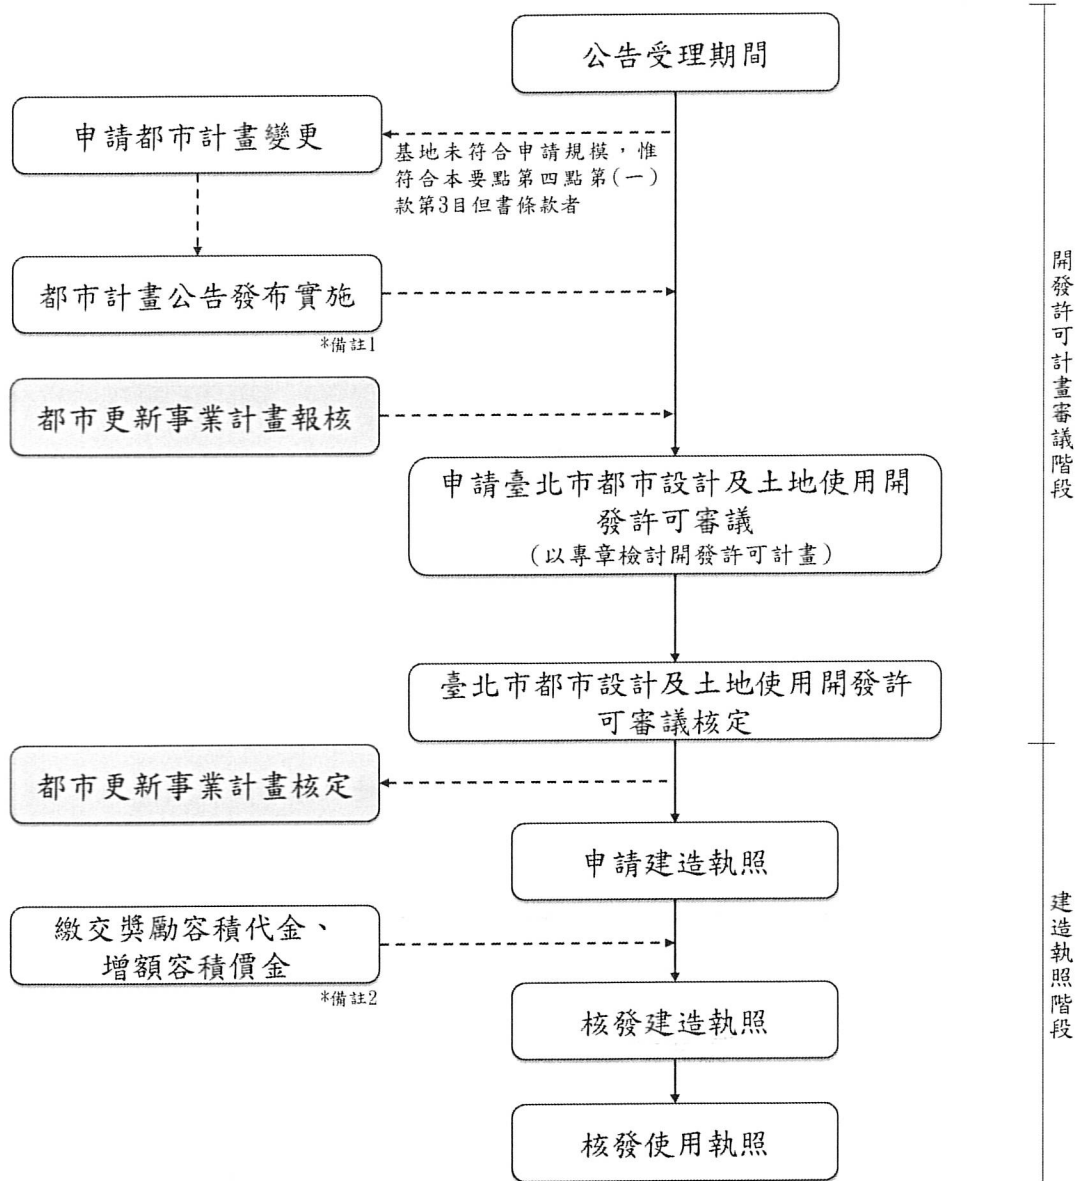 公告受理期間
申請都市計畫變更
基地未符合申請規模，惟
符合本要點第四點第(一)
款第3目但書條款者
都市計畫公告發布實施
*備註1
都市更新事業計畫報核
申請臺北市都市設計及土地使用開
發許可審議
(以專章檢討開發許可計畫)
臺北市都市設計及土地使用開發許
可審議核定
開發許可計畫審議階段
都市更新事業計畫核定
申請建造執照
繳交獎勵容積代金、
增額容積價金
*備註2
核發建造執照
核發使用執照
建造執照階段